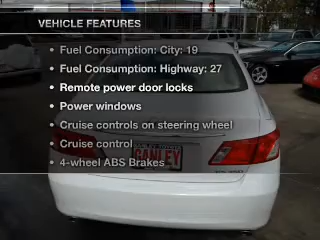 VEHICLE FEATURES
• Fuel Consumption: City: 19
• Fuel Consumption: Highway: 27
• Remote power door locks
• Power windows
• Cruise controls on steering wheel
• Cruise control
• 4-wheel ABS Brakes
GANLEY